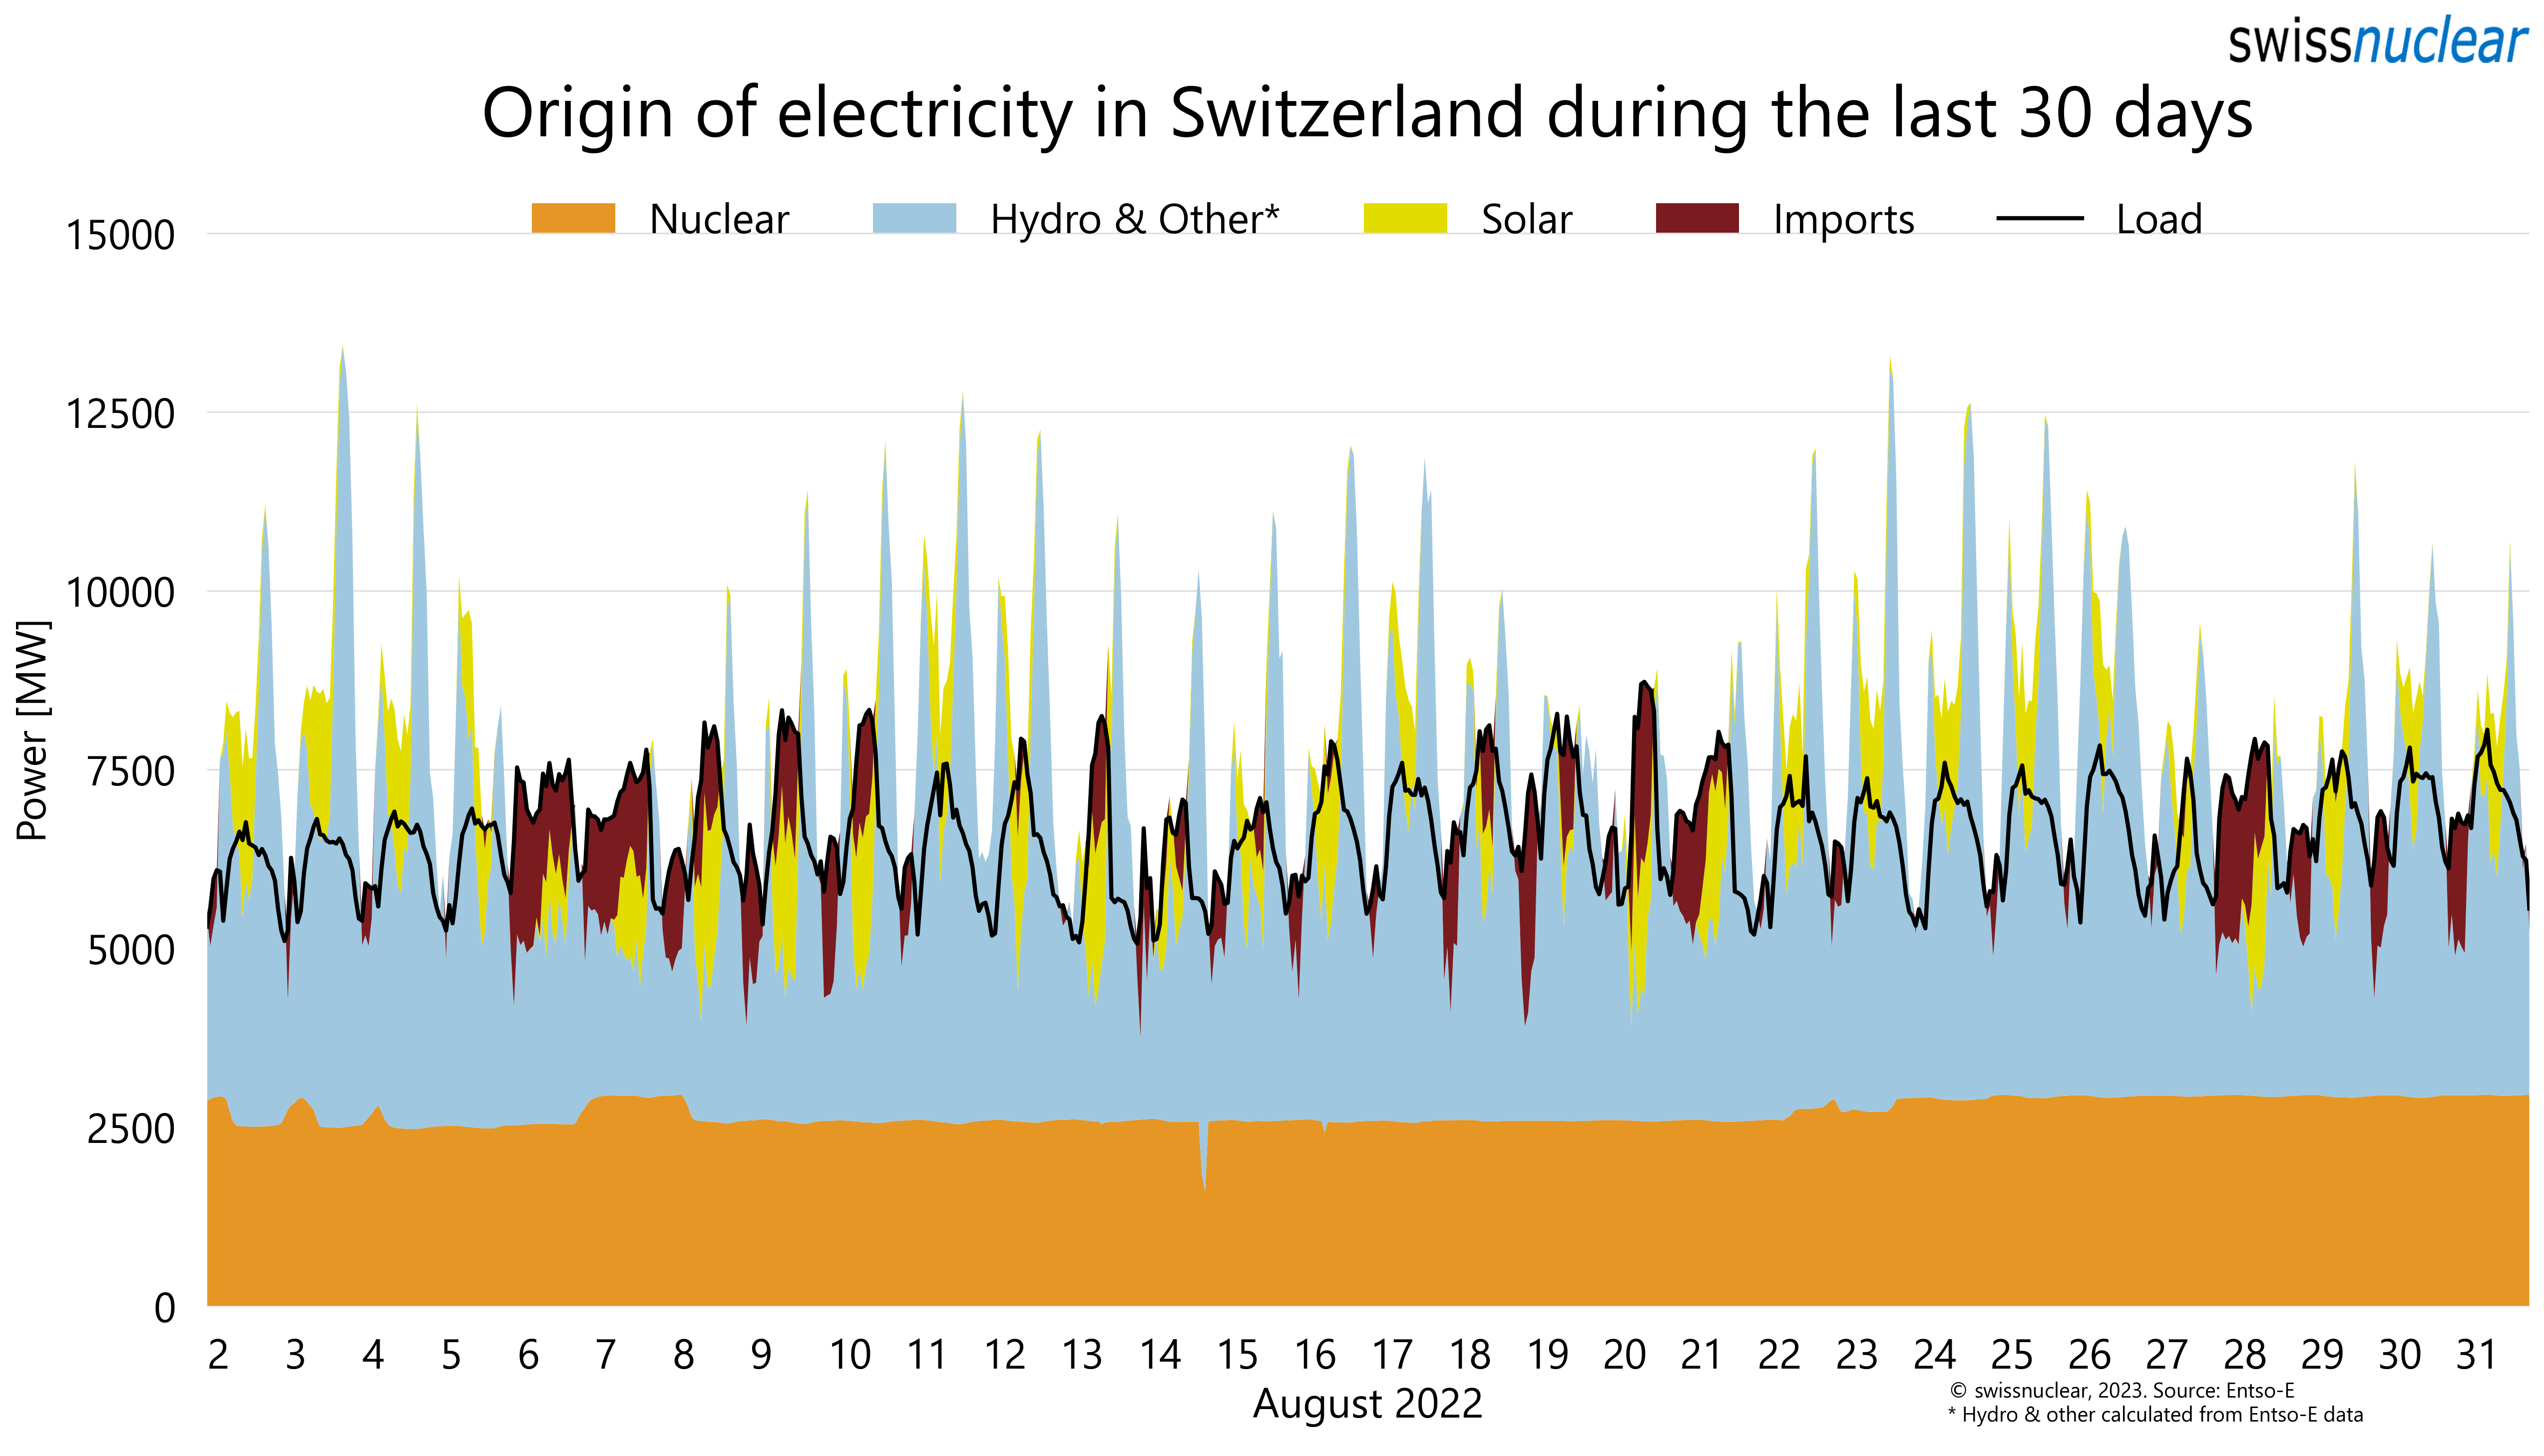 swissnuclear
Origin of electricity in Switzerland during the last 30 days
Nuclear Hydro & Other* Solar Imports Load
15000
12500
10000
7500
5000
2500
0
Power [MW]
2 3 4 5 6 7 8 9 10 11 12 13 14 15 16 17 18 19 20 21 22 23 24 25 26 27 28 29 30 31
August 2022
© swissnuclear, 2023. Source: Entso-E
* Hydro & other calculated from Entso-E data